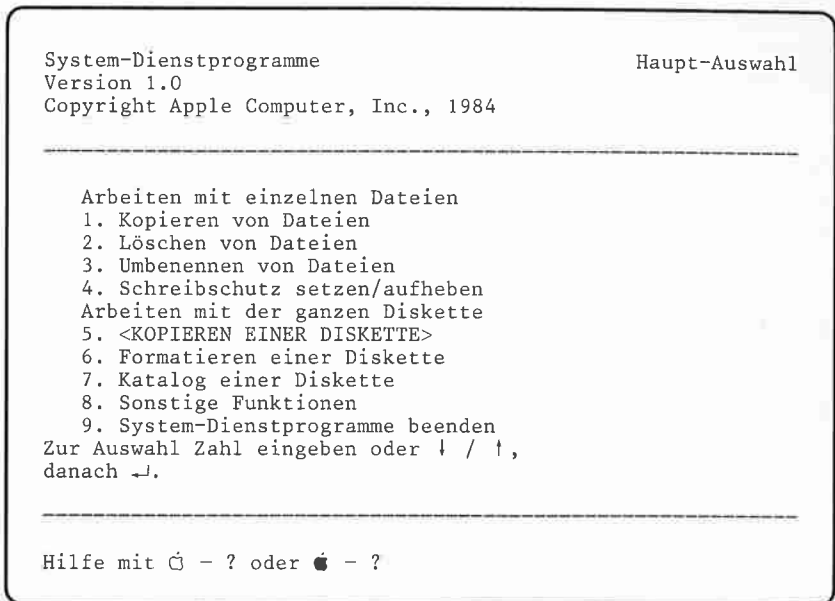 System-Dienstprogramme Haupt-Auswahl
Version 1.0
Copyright Apple Computer, Inc., 1984
Arbeiten mit einzelnen Dateien
1. Kopieren von Dateien
2. Löschen von Dateien
3. Umbenennen von Dateien
4. Schreibschutz setzen/aufheben
Arbeiten mit der ganzen Diskette
5. <KOPIEREN EINER DISKETTE>
6. Formatieren einer Diskette
7. Katalog einer Diskette
8. Sonstige Funktionen
9. System-Dienstprogramme beenden
Zur Auswahl Zahl eingeben oder ↓ / ↑,
danach ↵.
Hilfe mit  - ? oder  - ?